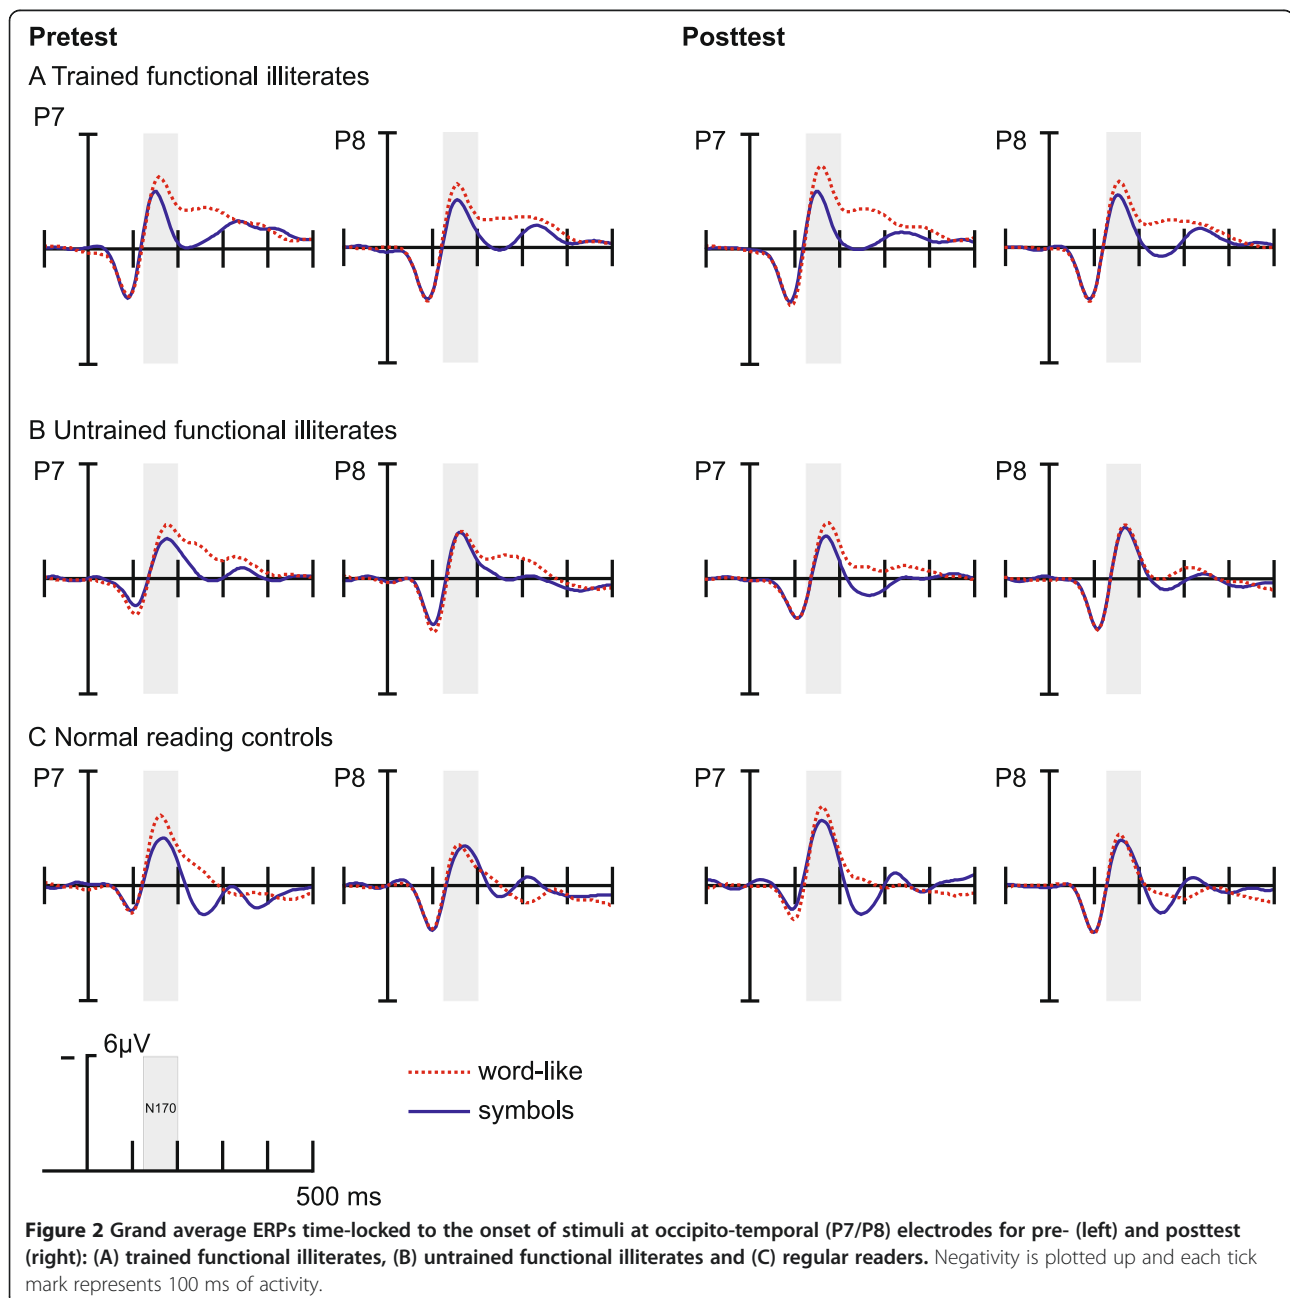 Pretest
Posttest
A Trained functional illiterates
P7
P8
P7
P8
B Untrained functional illiterates
P7
P8
P7
P8
C Normal reading controls
P7
P8
P7
P8
– 6µV
N170
500 ms
word-like
symbols
Figure 2 Grand average ERPs time-locked to the onset of stimuli at occipito-temporal (P7/P8) electrodes for pre- (left) and posttest
(right): (A) trained functional illiterates, (B) untrained functional illiterates and (C) regular readers. Negativity is plotted up and each tick
mark represents 100 ms of activity.